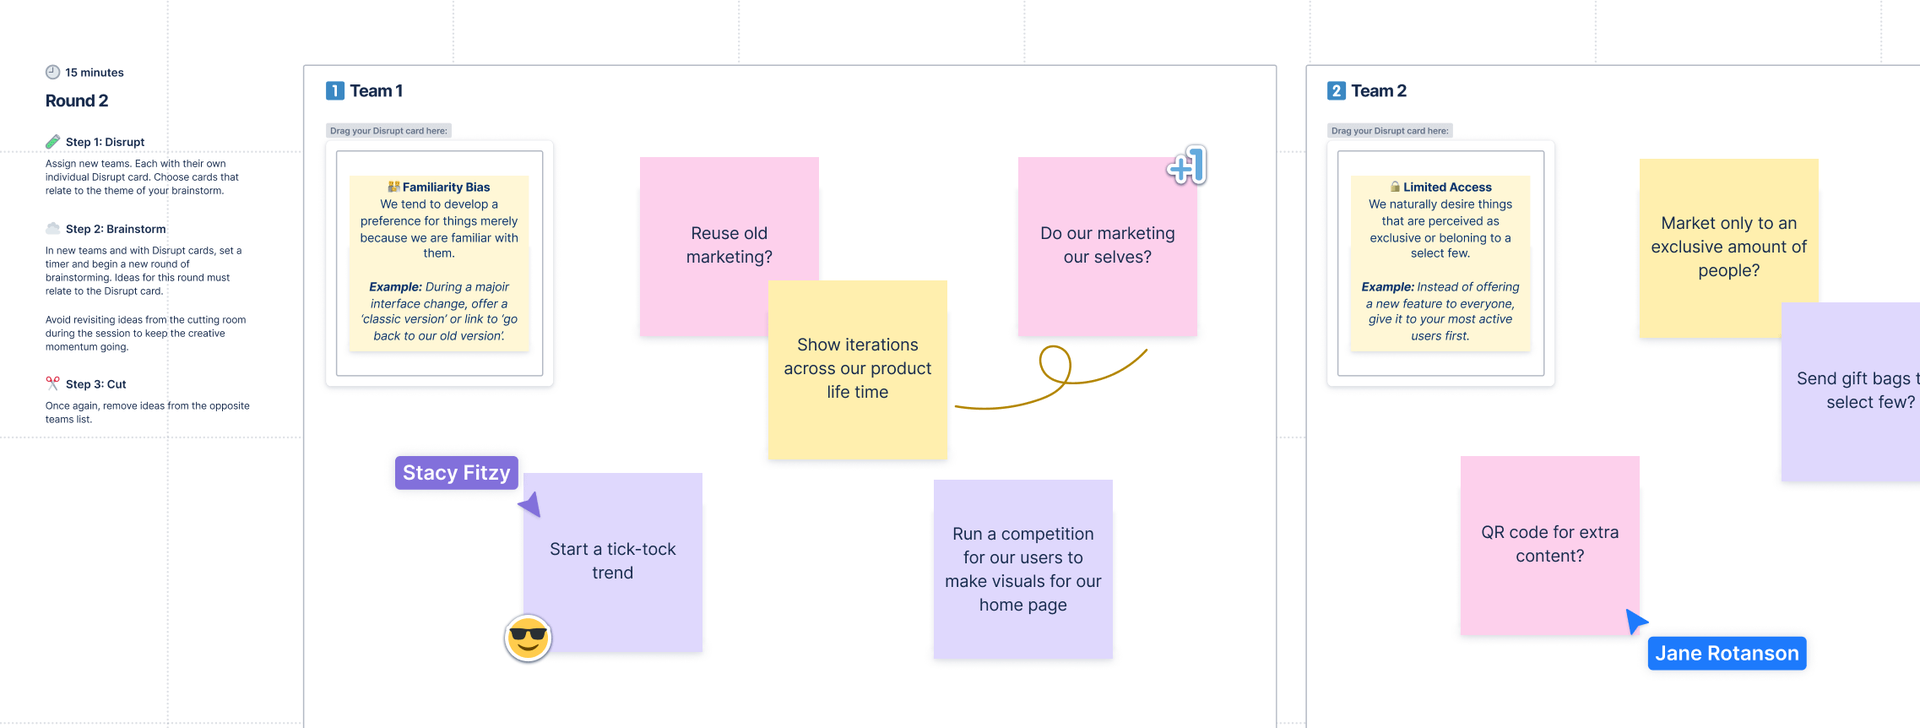 15 minutes
Round 2
Step 1: Disrupt
Assign new teams. Each with their own
individual Disrupt card. Choose cards that
relate to the theme of your brainstorm.
Step 2: Brainstorm
In new teams and with Disrupt cards, set a
timer and begin a new round of
brainstorming. Ideas for this round must
relate to the Disrupt card.
Avoid revisiting ideas from the cutting room
during the session to keep the creative
momentum going.
Step 3: Cut
Once again, remove ideas from the opposite
teams list.
1 Team 1
Drag your Disrupt card here:
Familiarity Bias
We tend to develop a
preference for things merely
because we are familiar with
them.
Example: During a majoir
interface change, offer a
‘classic version’ or link to ‘go
back to our old version’.
Reuse old
marketing?
Show iterations
across our product
life time
+1
Do our marketing
our selves?
Stacy Fitzy
Start a tick-tock
trend
Run a competition
for our users to
make visuals for our
home page
2 Team 2
Drag your Disrupt card here:
Limited Access
We naturally desire things
that are perceived as
exclusive or beloning to a
select few.
Example: Instead of offering
a new feature to everyone,
give it to your most active
users first.
Market only to an
exclusive amount of
people?
Send gift bags
select few?
QR code for extra
content?
Jane Rotanson